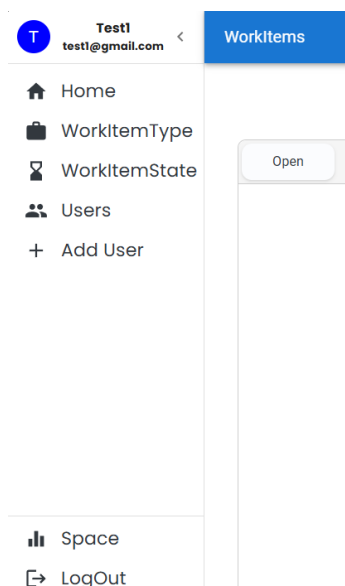 T
Test1
test1@gmail.com
WorkItems
Home
WorkItemType
WorkItemState
Users
Add User
Open
Space
LogOut